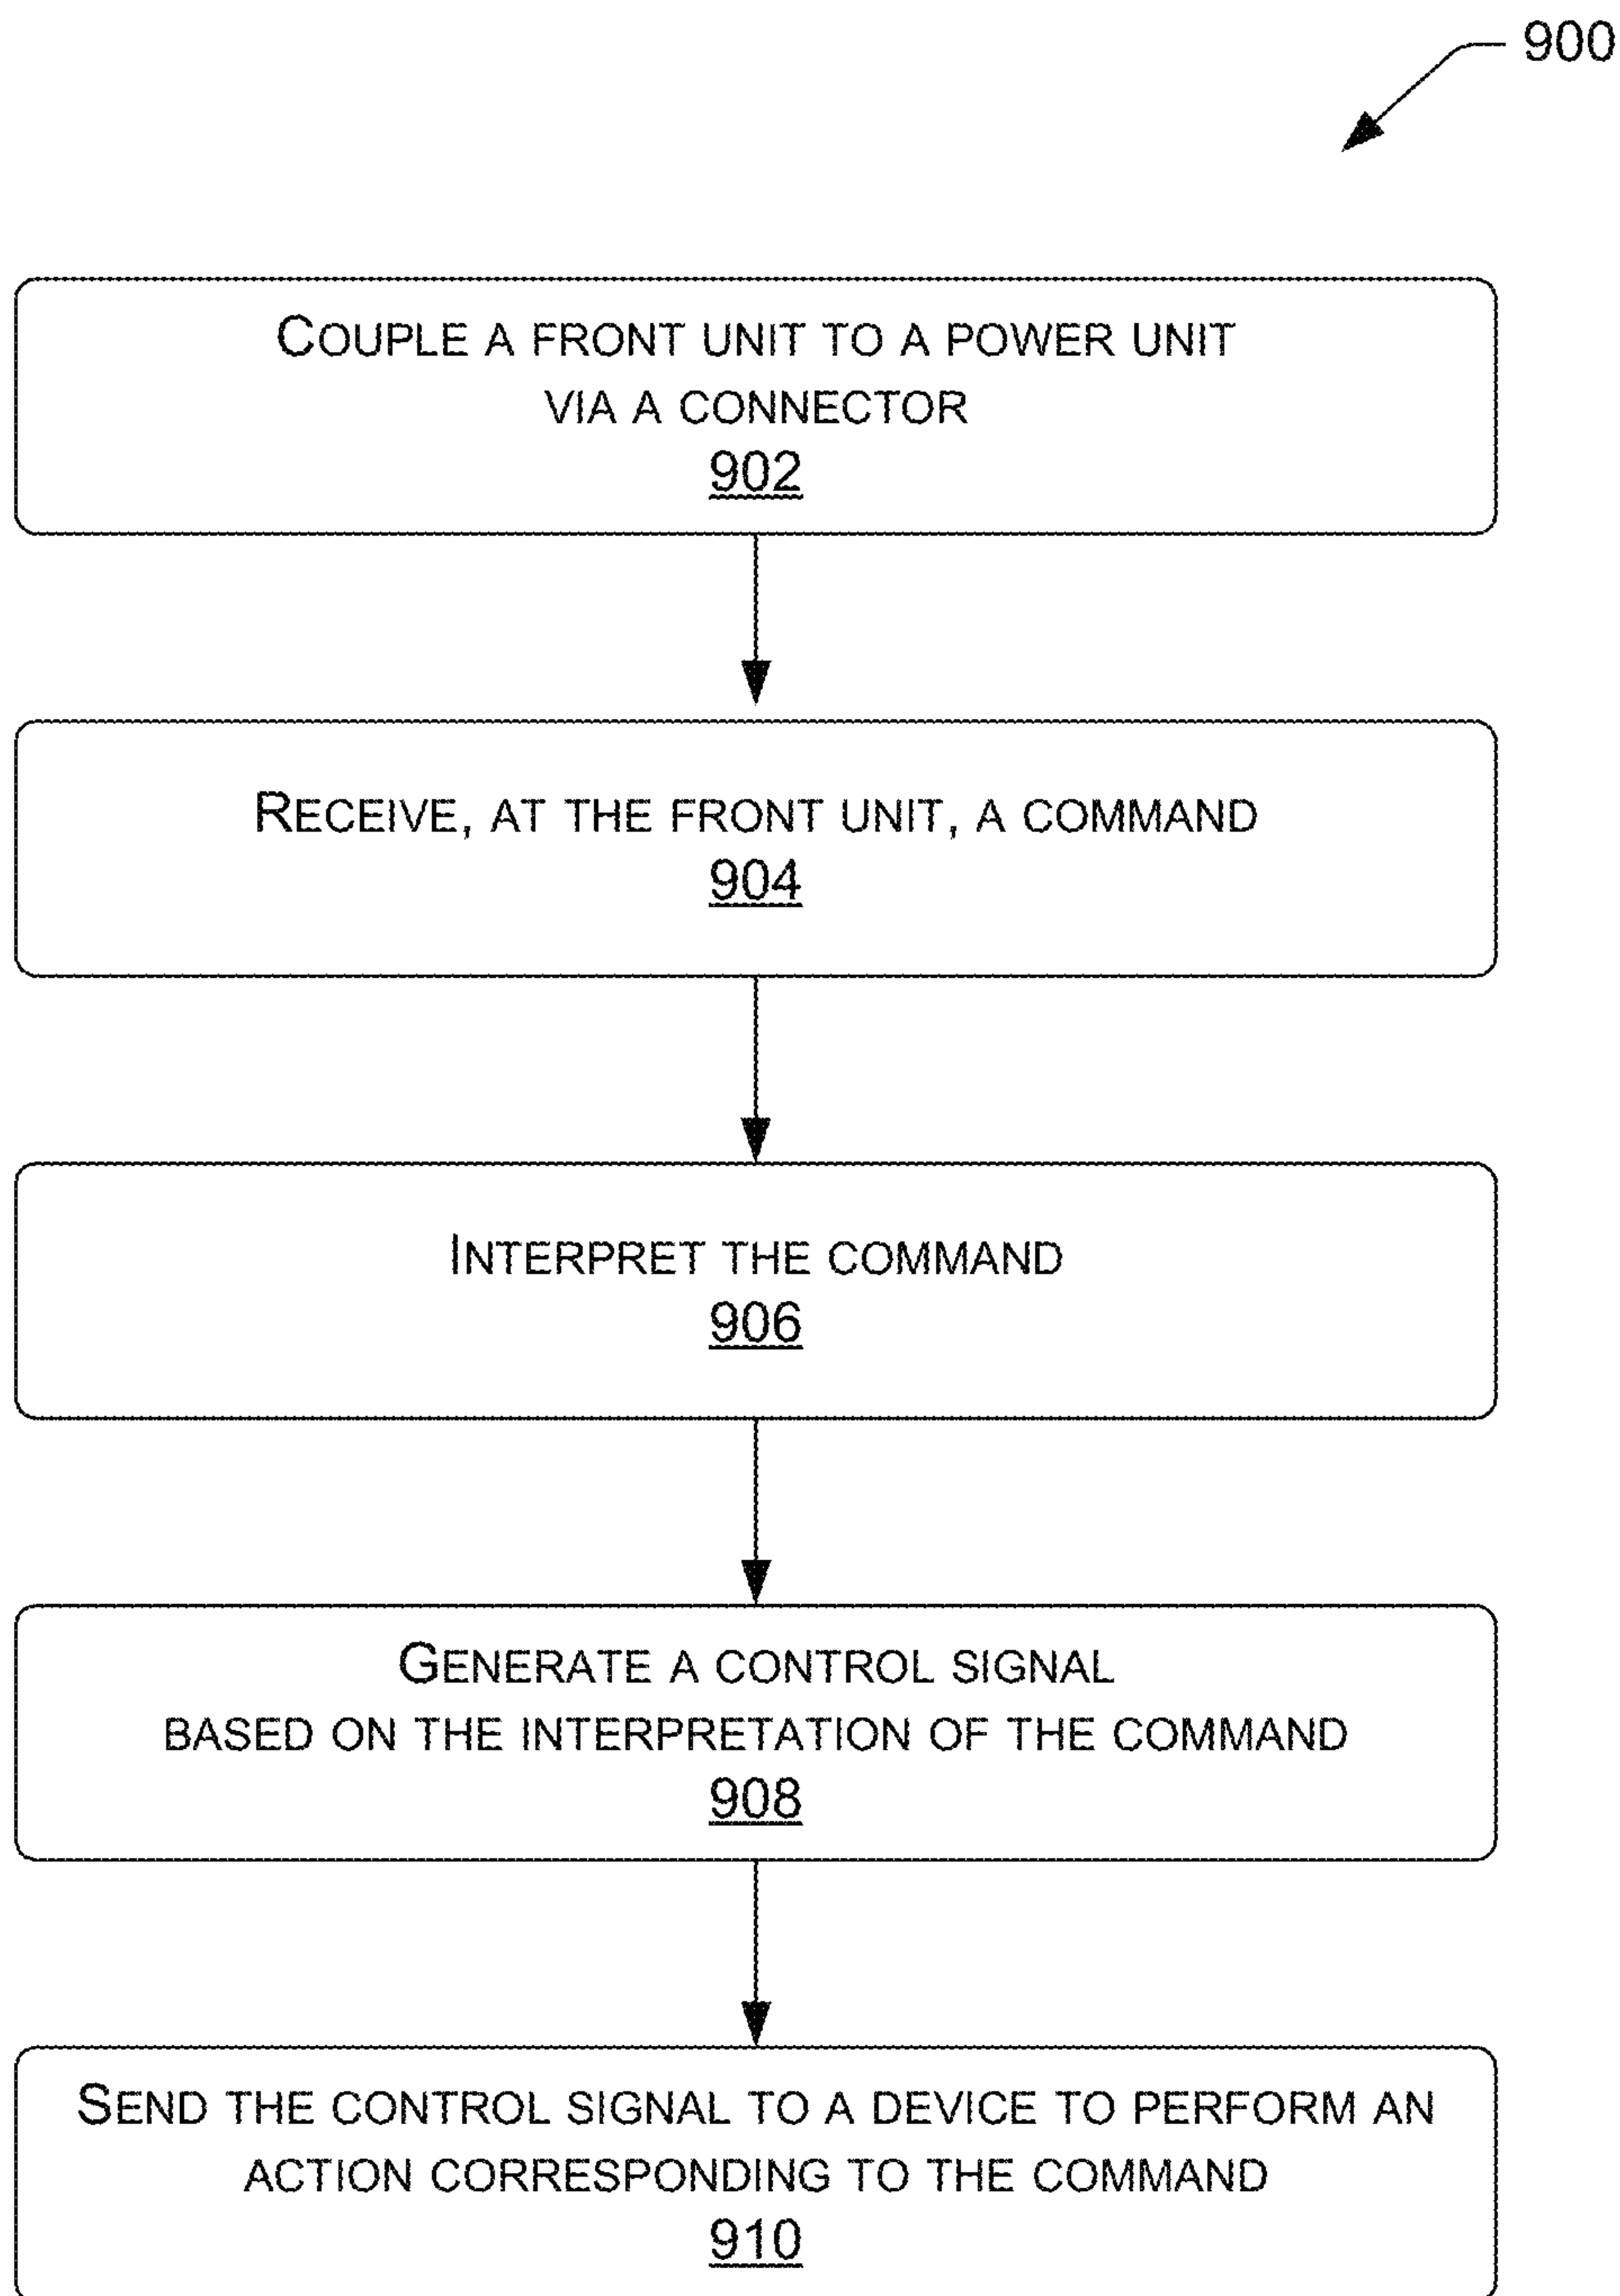 900
COUPLE A FRONT UNIT TO A POWER UNIT
VIA A CONNECTOR
902
RECEIVE, AT THE FRONT UNIT, A COMMAND
904
INTERPRET THE COMMAND
906
GENERATE A CONTROL SIGNAL
BASED ON THE INTERPRETATION OF THE COMMAND
908
SEND THE CONTROL SIGNAL TO A DEVICE TO PERFORM AN
ACTION CORRESPONDING TO THE COMMAND
910